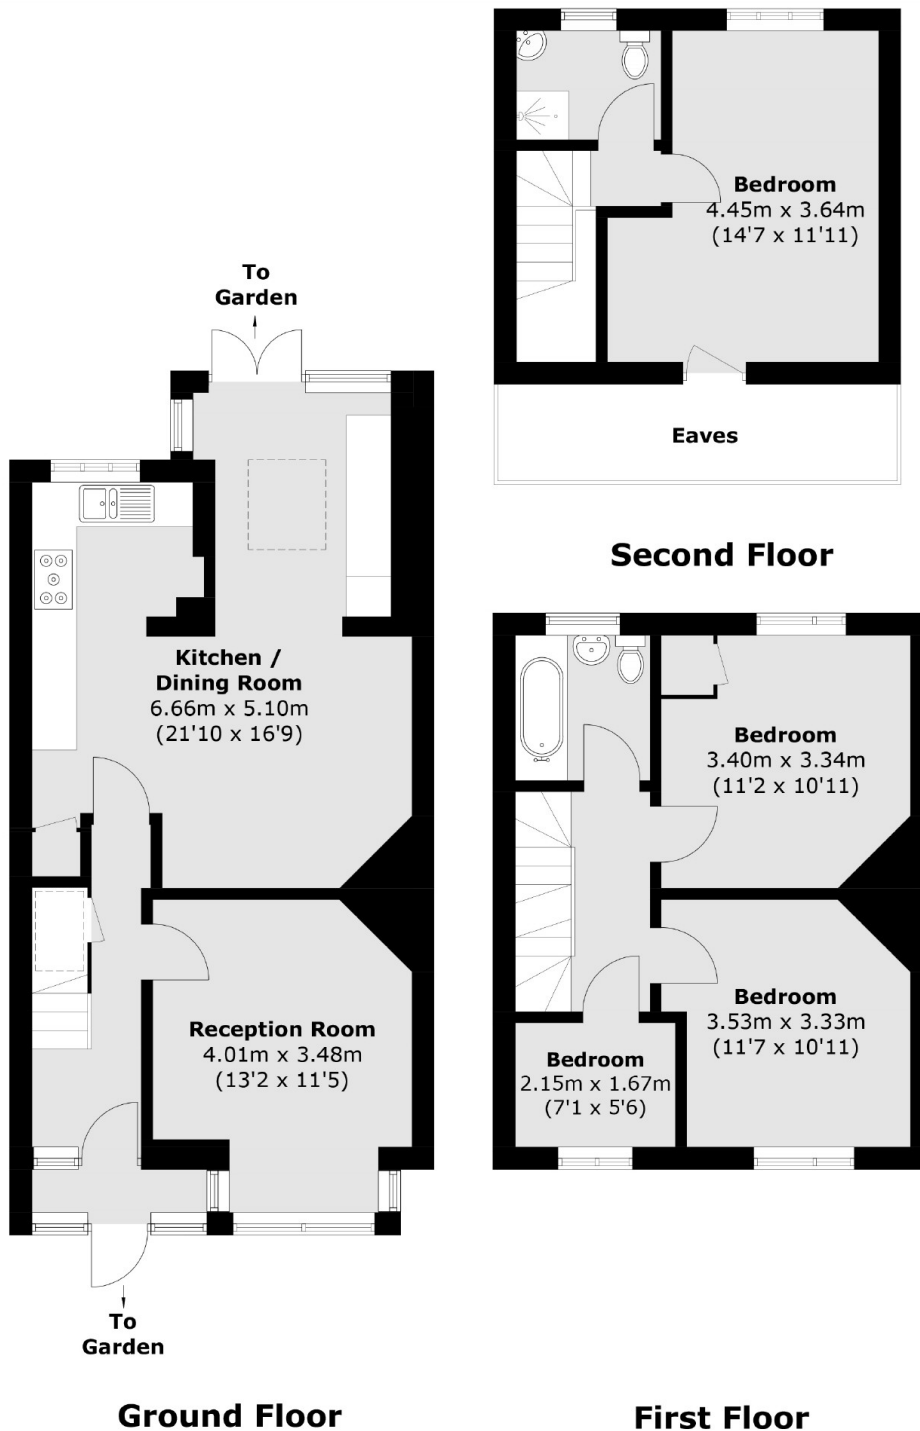 To
Garden
Kitchen /
Dining Room
6.66m x 5.10m
(21'10 x 16'9)
Reception Room
4.01m x 3.48m
(13'2 x 11'5)
To
Garden
Ground Floor
Bedroom
4.45m x 3.64m
(14'7 x 11'11)
Eaves
Second Floor
Bedroom
3.40m x 3.34m
(11'2 x 10'11)
Bedroom
3.53m x 3.33m
(11'7 x 10'11)
Bedroom
2.15m x 1.67m
(7'1 x 5'6)
First Floor